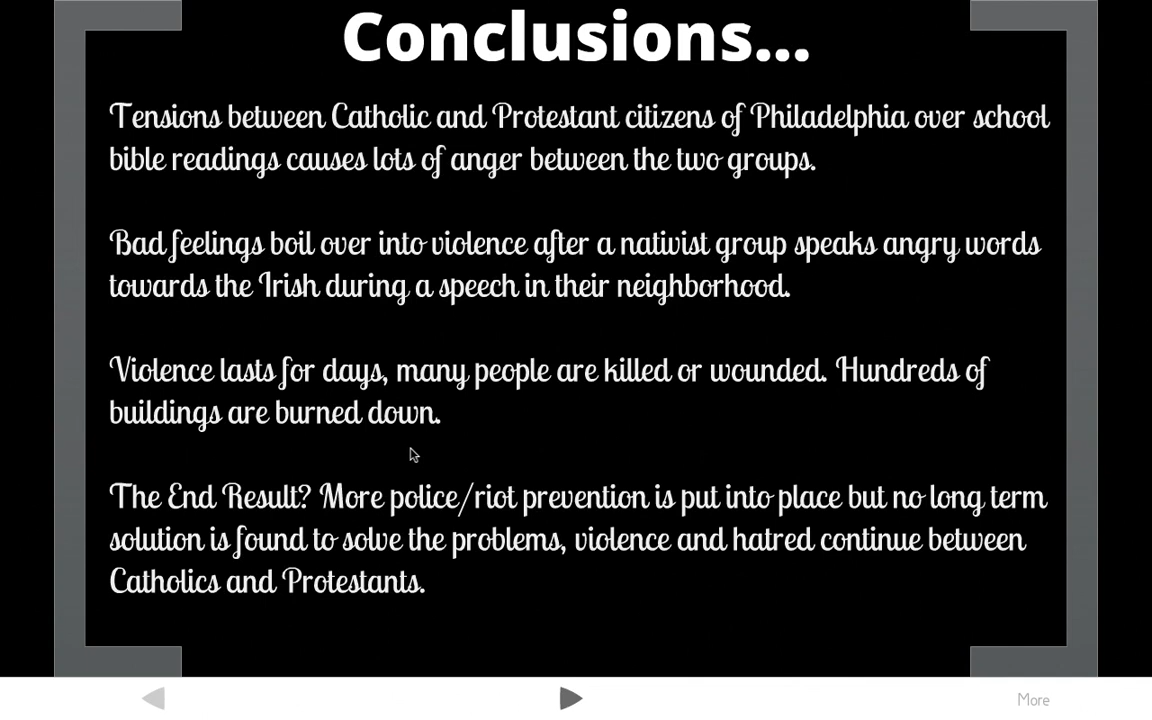 Conclusions...
Tensions between Catholic and Protestant citizens of Philadelphia over school
bible readings causes lots of anger between the two groups.
Bad feelings boil over into violence after a nativist group speaks angry words
towards the Irish during a speech in their neighborhood.
Violence lasts for days, many people are killed or wounded. Hundreds of
buildings are burned down.
The End Result? More police/riot prevention is put into place but no long term
solution is found to solve the problems, violence and hatred continue between
Catholics and Protestants.
More